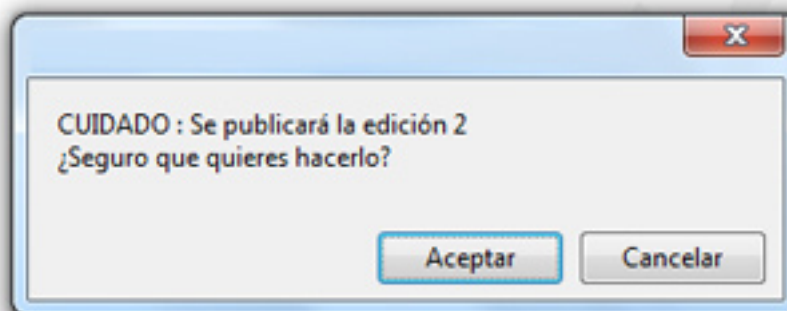 CUIDADO : Se publicará la edición 2
¿Seguro que quieres hacerlo?
Aceptar
Cancelar